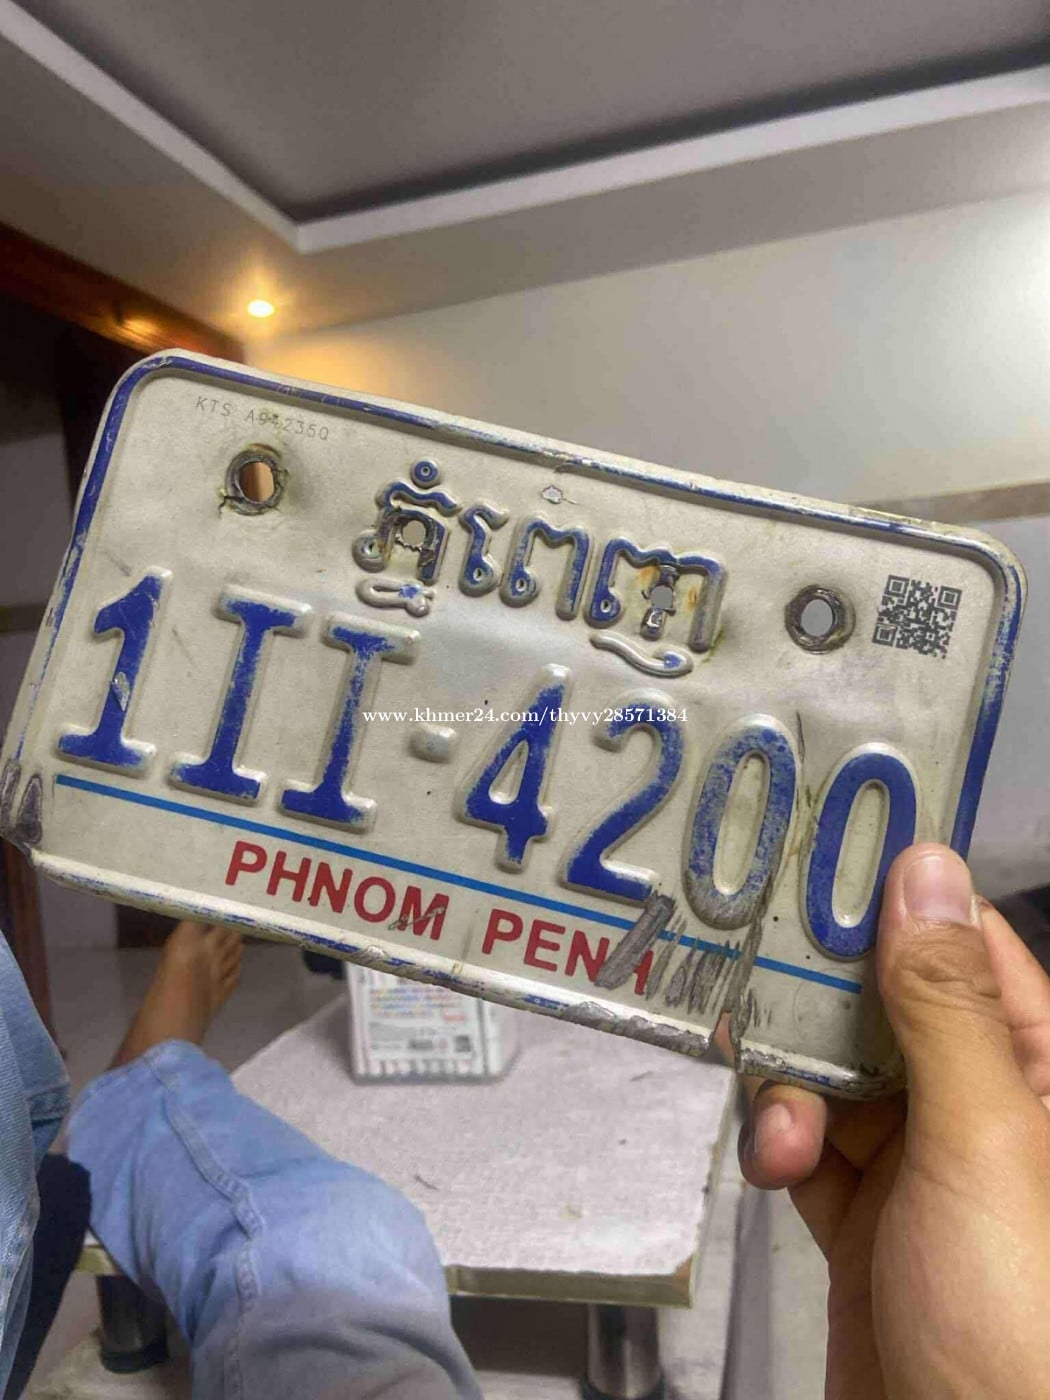 KTS A942350
ភ្នំពេញ
1II-4200
www.khmer24.com/thyvy28571384
PHNOM PENH